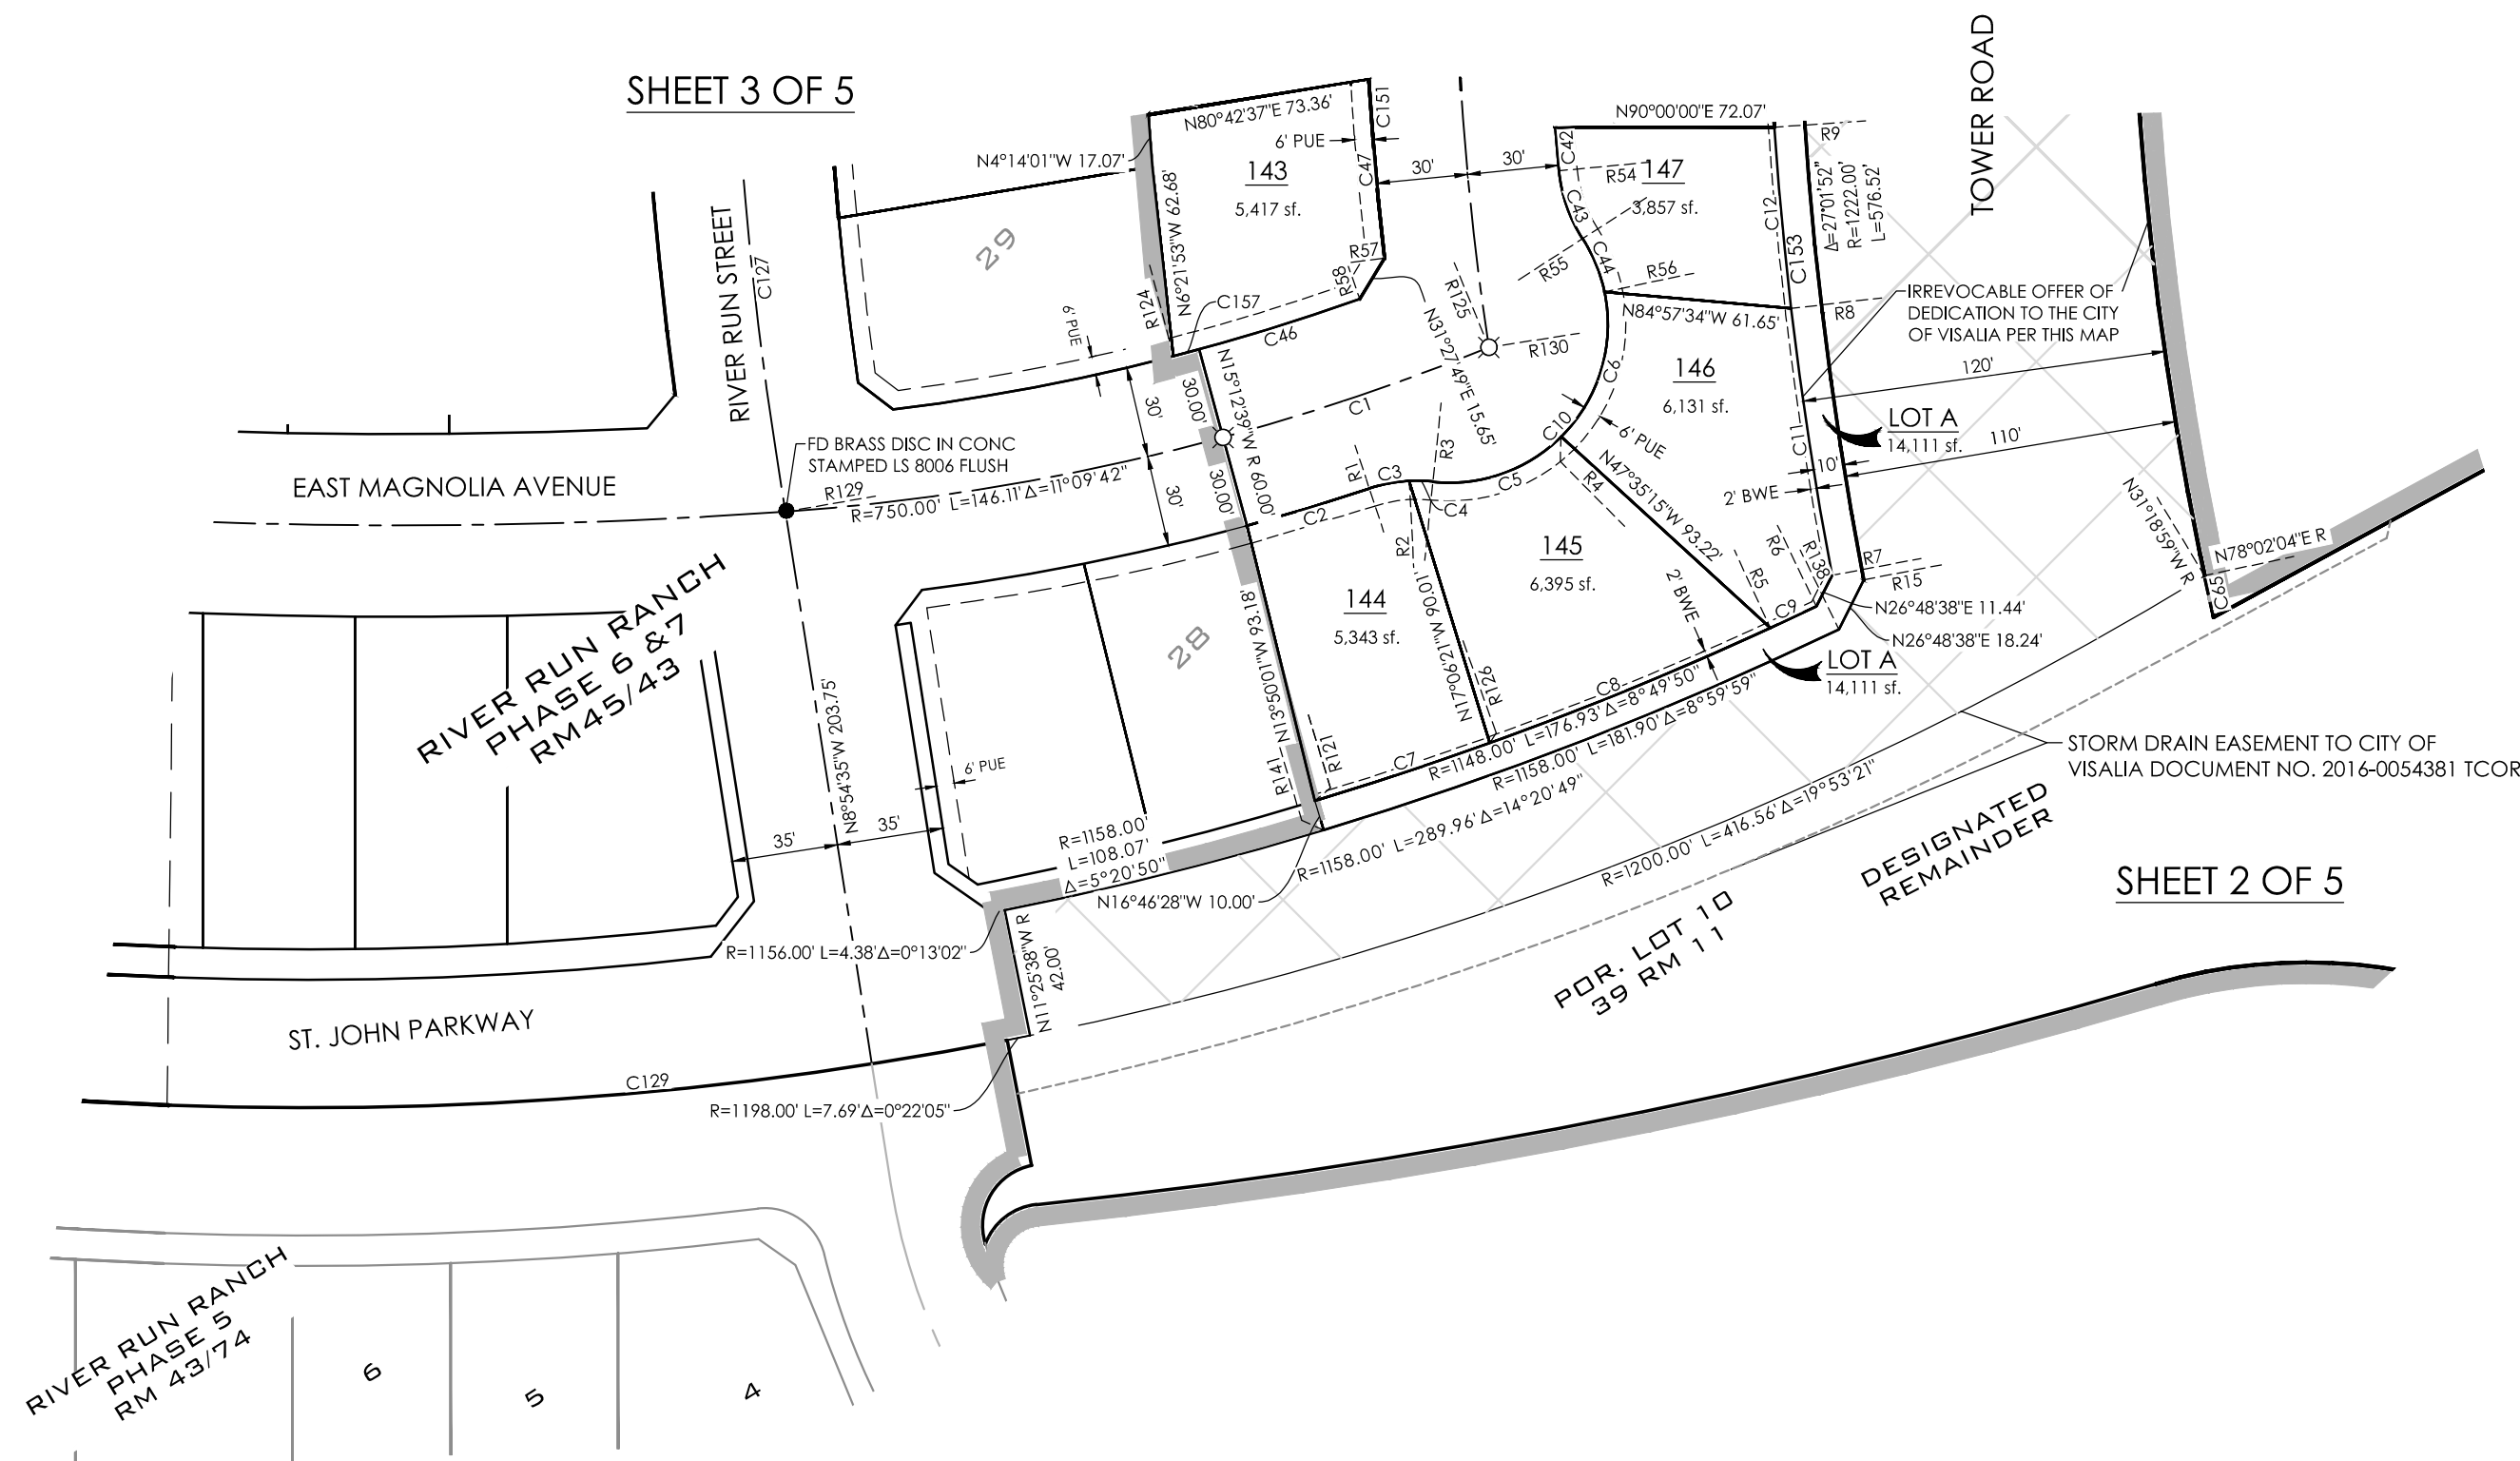 SHEET 3 OF 5
TOWER ROAD
N80°42'37"E 73.36'
C151
N90°00'00"E 72.07'
N4°14'01"W 17.07'
6' PUE
143
5,417 sf.
C47
30'
30'
C42
R54
147
3,857 sf.
R9
Δ=27°01'52"
R=1222.00'
L=576.52'
N6°21'53"W 62.68'
C43
C12
C153
RIVER RUN STREET
C127
29
R57
R58
C44
R55
R56
R124
C157
R125
N84°57'34"W 61.65'
R8
IRREVOCABLE OFFER OF
DEDICATION TO THE CITY
OF VISALIA PER THIS MAP
6' PUE
C46
N31°27'49"E 15.65'
R130
C6
146
6,131 sf.
120'
30.00'
N15°12'39"W R 60.00'
C1
30'
C10
6' PUE
C11
LOT A
14,111 sf.
110'
FD BRASS DISC IN CONC
STAMPED LS 8006 FLUSH
EAST MAGNOLIA AVENUE
R129
R=750.00' L=146.11' Δ=11°09'42"
30.00'
30'
R1
C3
R3
C5
R4
N47°35'15"W 93.22'
10'
2' BWE
C2
C4
R2
145
6,395 sf.
R6
R138
R5
R7
R15
N31°18'59"W R
N78°02'04"E R
C65
RIVER RUN RANCH
PHASE 6 &7
RM45/43
28
N13°50'01"W 93.18'
144
5,343 sf.
N17°06'21"W 90.01'
R126
2' BWE
C9
N26°48'38"E 11.44'
N26°48'38"E 18.24'
LOT A
14,111 sf.
C8
R=1148.00' L=176.93' Δ=8°49'50"
R=1158.00' L=181.90' Δ=8°59'59"
N8°54'35"W 203.75'
6' PUE
R141
R121
C7
STORM DRAIN EASEMENT TO CITY OF
VISALIA DOCUMENT NO. 2016-0054381 TCOR
35'
35'
R=1158.00'
L=108.07'
Δ=5°20'50"
R=1158.00' L=289.96' Δ=14°20'49"
R=1200.00' L=416.56' Δ=19°53'21"
DESIGNATED
REMAINDER
SHEET 2 OF 5
N16°46'28"W 10.00'
R=1156.00' L=4.38' Δ=0°13'02"
N11°25'38"W R
42.00'
POR. LOT 10
39 RM 11
ST. JOHN PARKWAY
C129
R=1198.00' L=7.69' Δ=0°22'05"
RIVER RUN RANCH
PHASE 5
RM 43/74
6
5
4